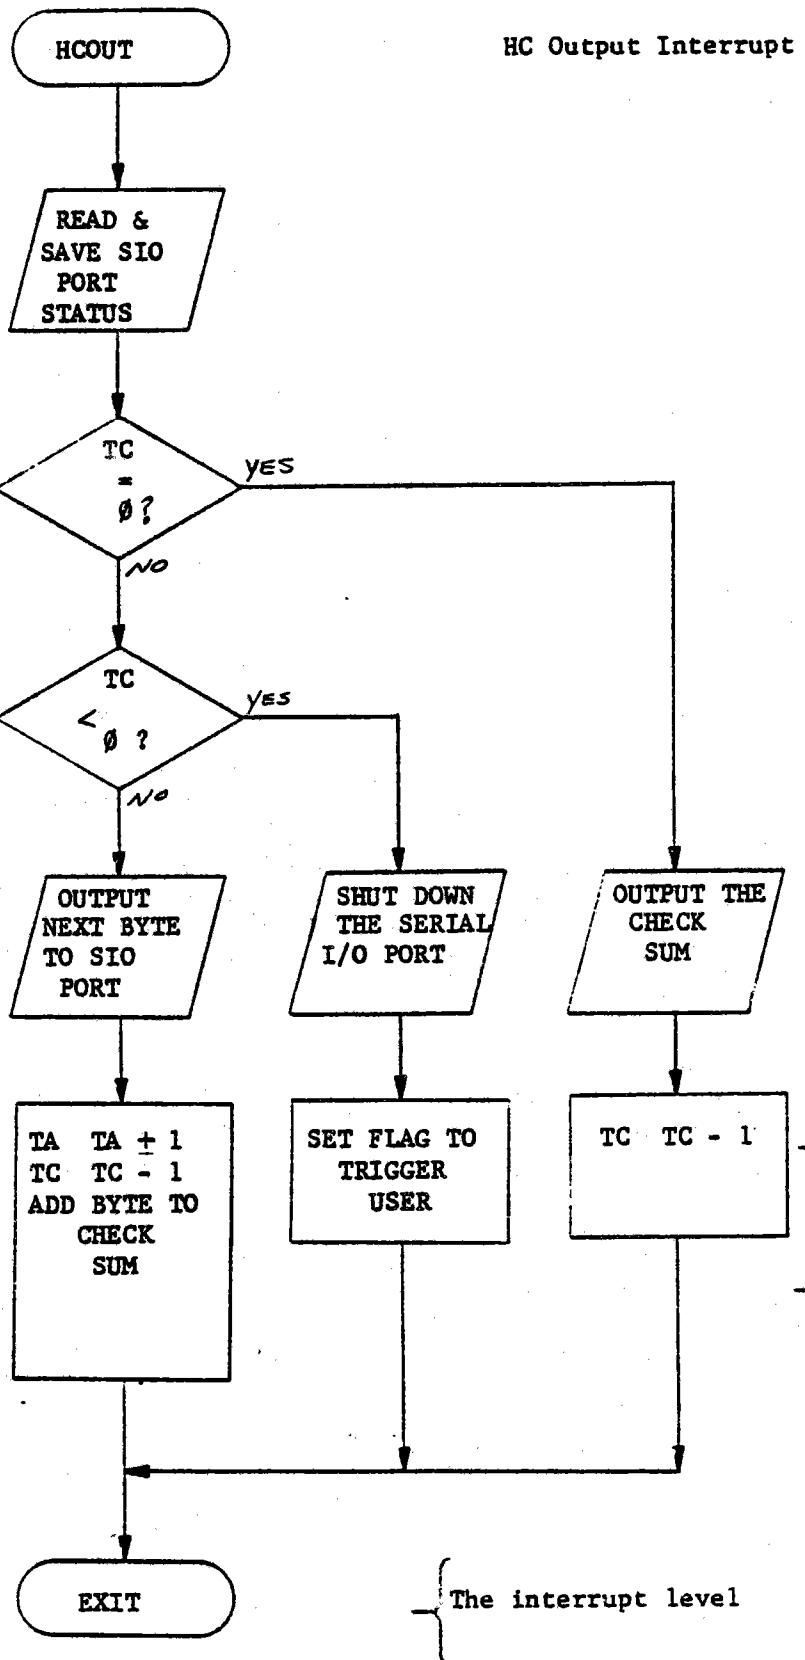 HCOUT
HC Output Interrupt
READ &
SAVE SIO
PORT
STATUS
TC
=
Ø?
YES
NO
TC
<
Ø ?
YES
NO
OUTPUT
NEXT BYTE
TO SIO
PORT
SHUT DOWN
THE SERIAL
I/O PORT
OUTPUT THE
CHECK
SUM
TA TA ± 1
TC TC - 1
ADD BYTE TO
CHECK
SUM
SET FLAG TO
TRIGGER
USER
TC TC - 1
EXIT
The interrupt level